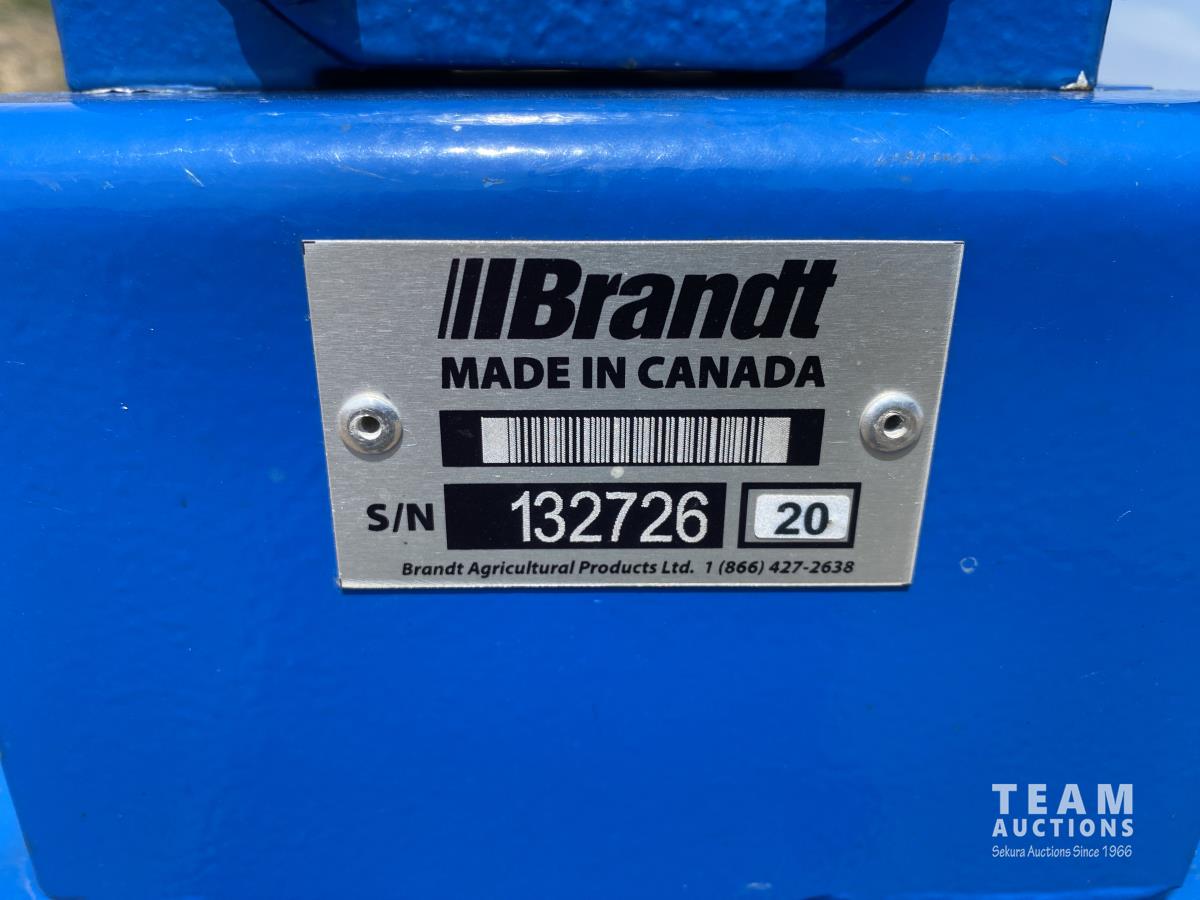 Brandt
MADE IN CANADA
S/N 132726 20
Brandt Agricultural Products Ltd. 1 (866) 427-2638
TEAM
AUCTIONS
Sekura Auctions Since 1966